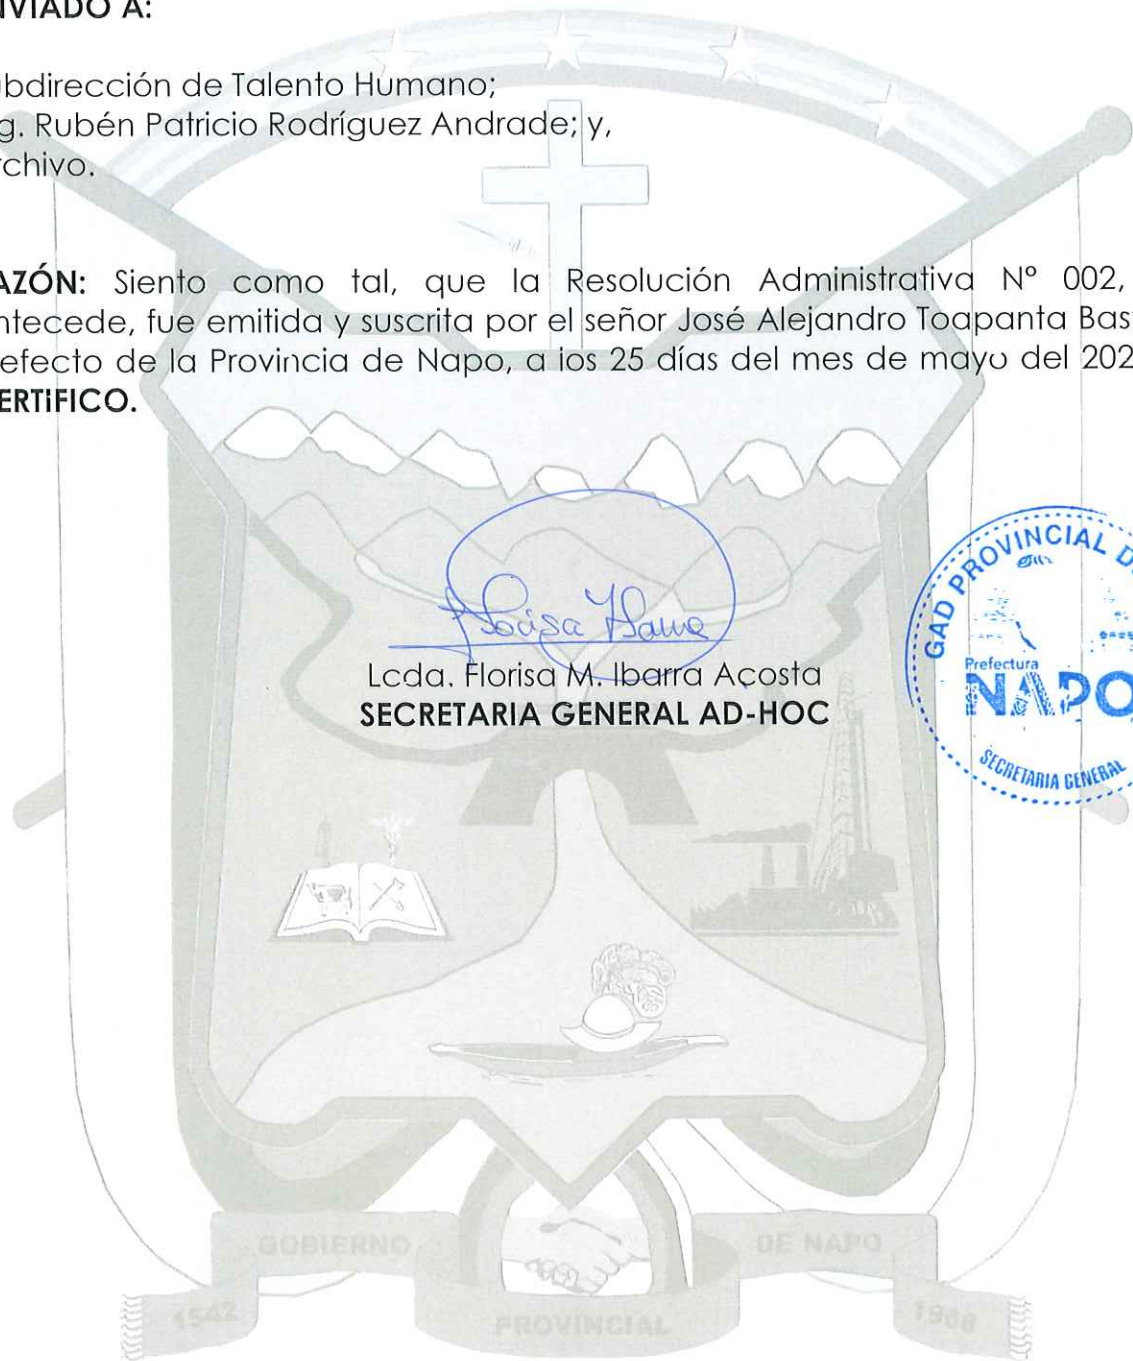 NVIADO A:
ubdirección de Talento Humano;
g. Rubén Patricio Rodríguez Andrade; y,
rchivo.
AZÓN: Siento como tal, que la Resolución Administrativa N° 002,
ntecede, fue emitida y suscrita por el señor José Alejandro Toapanta Bas
efecto de la Provincia de Napo, a los 25 días del mes de mayo del 202
ERTiFICO.
Lcda. Florisa M. Ibarra Acosta
SECRETARIA GENERAL AD-HOC
GAD PROVINCIAL D
Prefectura
NAPO
SECRETARIA GENERAL
GOBIERNO
DE NAPO
1542
PROVINCIAL
1968